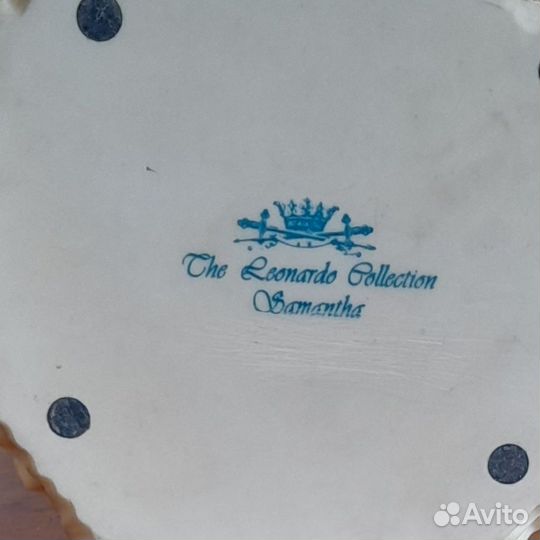 The Leonardo Collection
Samantha
Avito